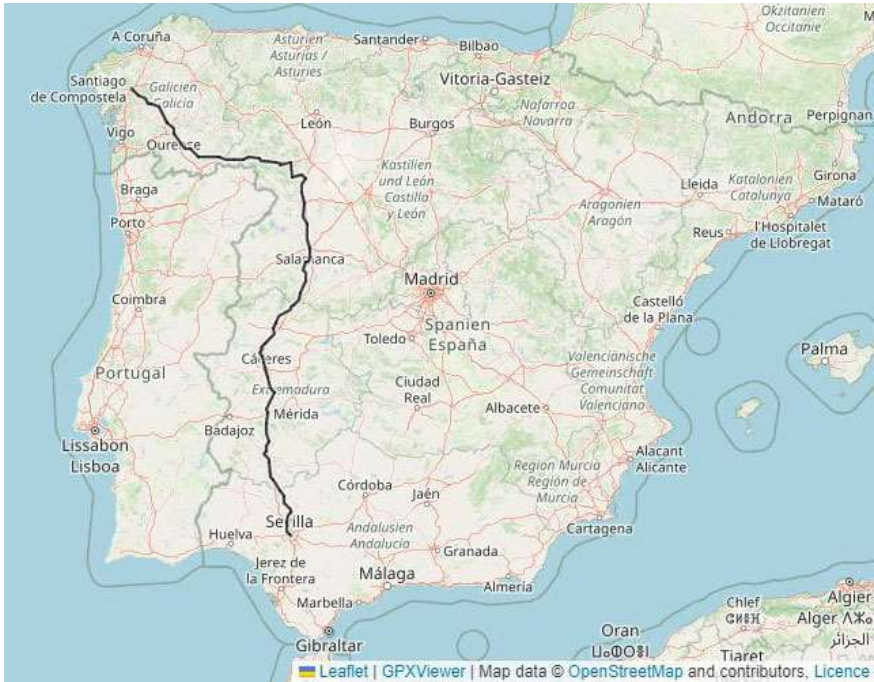 Okzitanien
Occitanie
A Coruña
Asturien
Asturias /
Asturies
Santander
Bilbao
Santiago
de Compostela
Galicien
Galicia
Vitoria-Gasteiz
León
Burgos
Nafarroa
Navarra
Perpignan
Andorra
Vigo
Ourense
Kastilien
und León
Castilla
y León
Girona
Braga
Aragonien
Aragón
Lleida
Katalonien
Catalunya
Mataró
Porto
Reus
l'Hospitalet
de Llobregat
Salamanca
Madrid
Coimbra
Castelló
de la Plana
Toledo
Spanien
España
Palma
Cáceres
Valencianische
Gemeinschaft
Comunitat
Valenciana
Portugal
Extremadura
Ciudad
Real
Mérida
Albacete
Badajoz
Lissabon
Lisboa
Alacant
Alicante
Region Murcia
Región de
Murcia
Córdoba
Jaén
Sevilla
Huelva
Andalusien
Andalucía
Cartagena
Granada
Jerez de
la Frontera
Málaga
Almería
Marbella
Algier
Chlef
Alger
الجزائر
Oran
Gibraltar
Tiaret
Leaflet | GPXViewer | Map data © OpenStreetMap and contributors, Licence